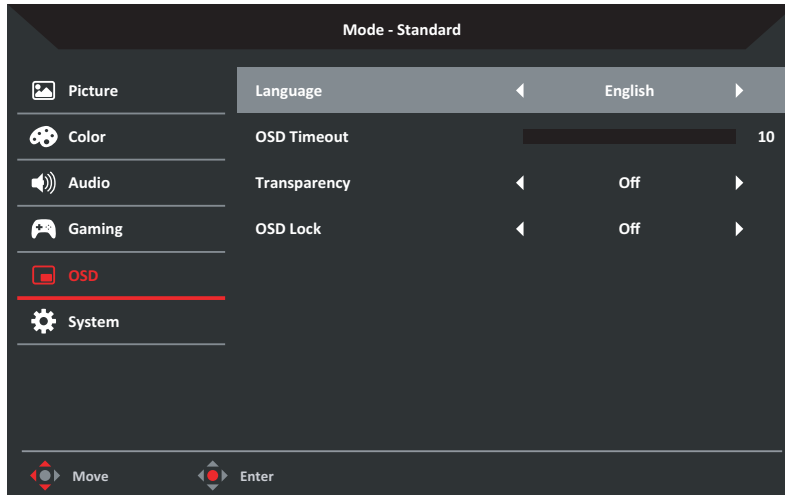 Mode - Standard
Picture
Language English
Color
OSD Timeout 10
Audio
Transparency Off
Gaming
OSD Lock Off
OSD
System
Move Enter